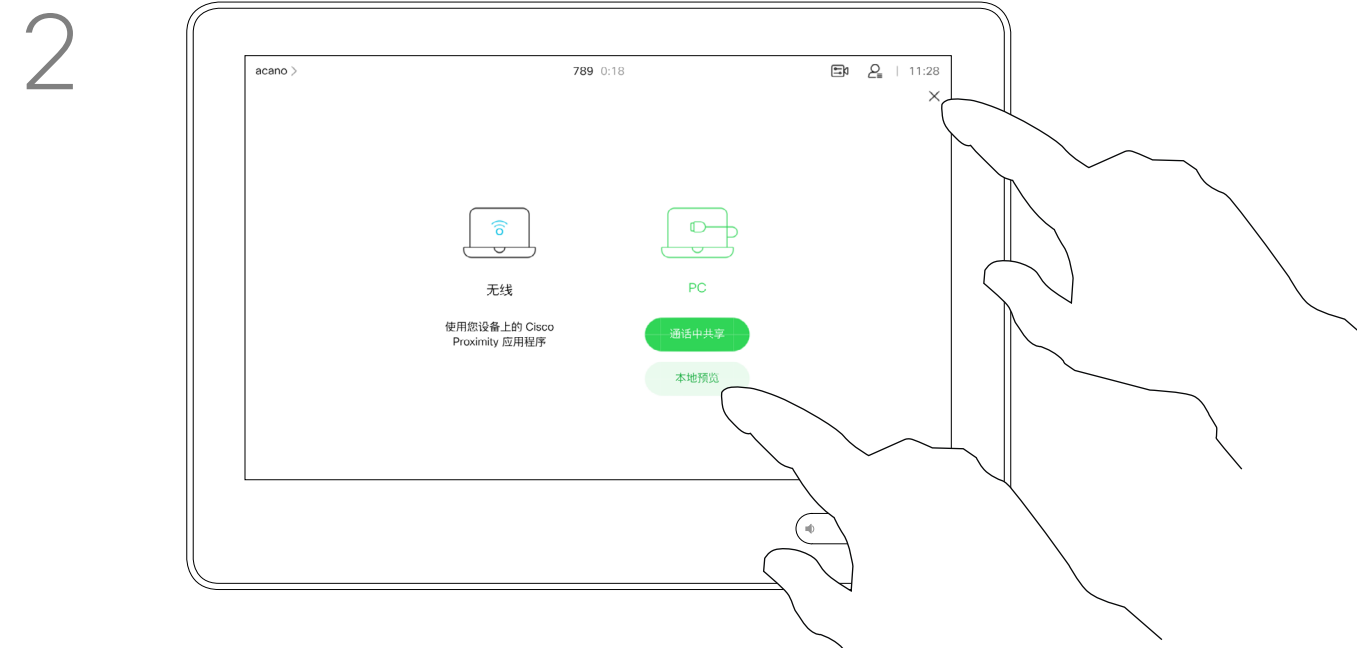 2
acano >
789 0:18
11:28
无线
PC
使用您设备上的 Cisco
Proximity 应用程序
通话中共享
本地预览